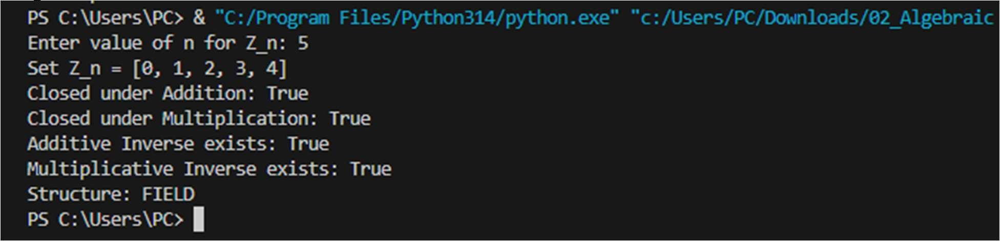 PS C:\Users\PC> & "C:/Program Files/Python314/python.exe" "c:/Users/PC/Downloads/02_Algebraic
Enter value of n for Z_n: 5
Set Z_n = [0, 1, 2, 3, 4]
Closed under Addition: True
Closed under Multiplication: True
Additive Inverse exists: True
Multiplicative Inverse exists: True
Structure: FIELD
PS C:\Users\PC>